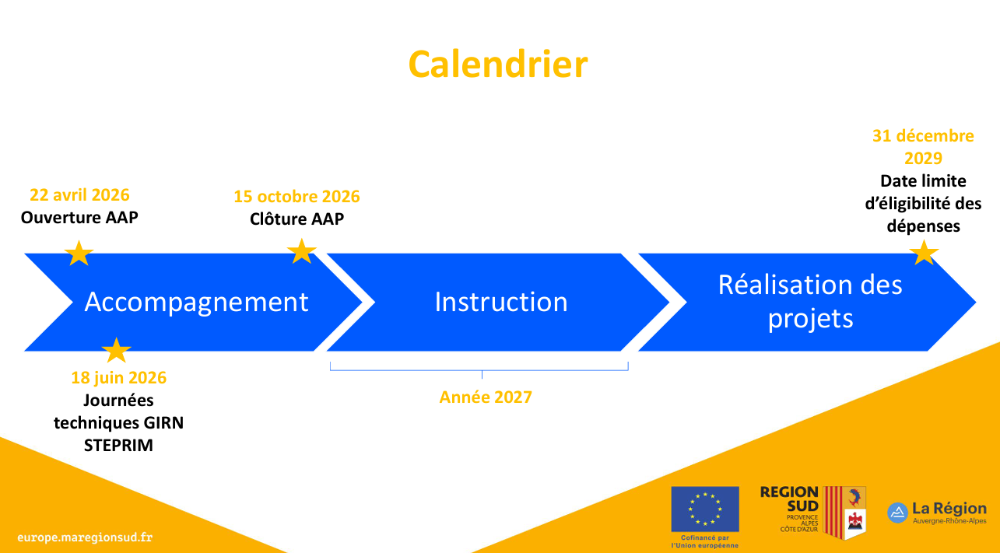 Calendrier
31 décembre
2029
Date limite
d’éligibilité des
dépenses
22 avril 2026
Ouverture AAP
15 octobre 2026
Clôture AAP
Accompagnement
Instruction
Réalisation des
projets
18 juin 2026
Journées
techniques GIRN
STEPRIM
Année 2027
europe.maregionsud.fr
Cofinancé par
l’Union européenne
REGION
SUD
PROVENCE
ALPES
CÔTE D'AZUR
La Région
Auvergne-Rhône-Alpes